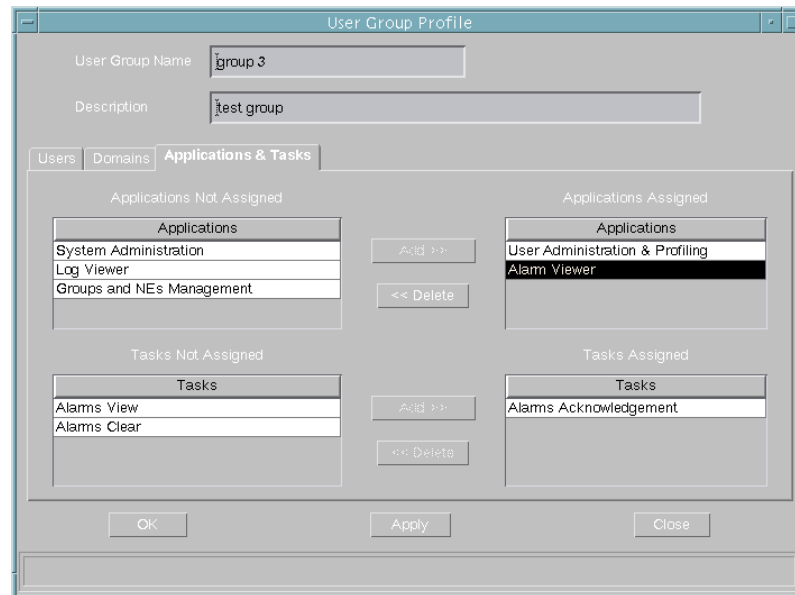 User Group Profile
User Group Name
group 3
Description
test group
Users Domains Applications & Tasks
Applications Not Assigned
Applications Assigned
Applications
System Administration
Log Viewer
Groups and NEs Management
Add >>
<< Delete
Applications
User Administration & Profiling
Alarm Viewer
Tasks Not Assigned
Tasks Assigned
Tasks
Alarms View
Alarms Clear
Add >>
<< Delete
Tasks
Alarms Acknowledgement
OK Apply Close